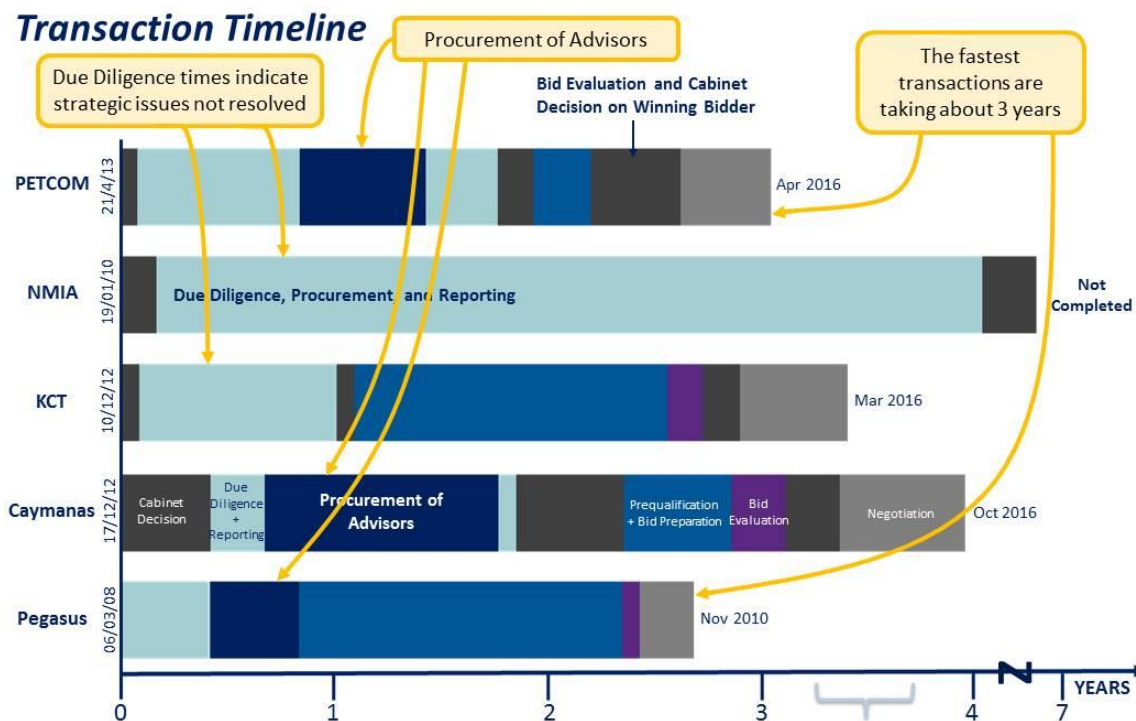 Transaction Timeline
Procurement of Advisors
Due Diligence times indicate
strategic issues not resolved
Bid Evaluation and Cabinet
Decision on Winning Bidder
The fastest
transactions are
taking about 3 years
PETCOM
21/4/13
Apr 2016
NMIA
19/01/10
Due Diligence, Procurement, and Reporting
Not
Completed
KCT
10/12/12
Mar 2016
Caymanas
17/12/12
Cabinet
Decision
Due
Diligence
+
Reporting
Procurement of
Advisors
Prequalification
+ Bid Preparation
Bid
Evaluation
Negotiation
Oct 2016
Pegasus
06/03/08
Nov 2010
0 1 2 3 4 7 YEARS